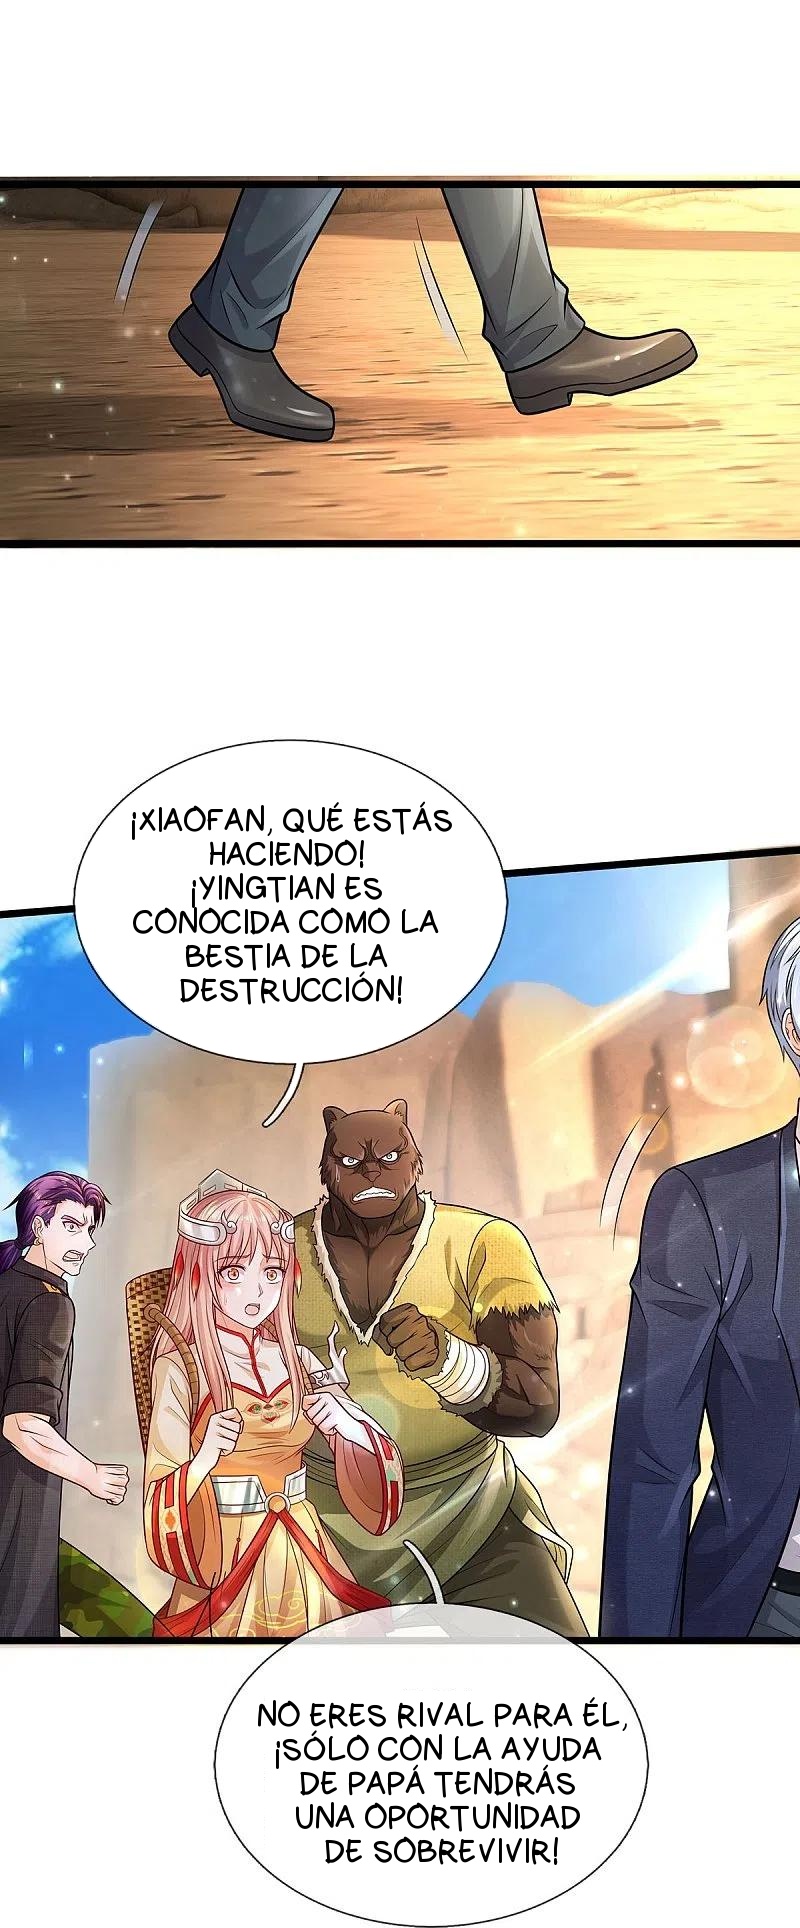 ¡XIAOFAN, QUÉ ESTÁS
HACIENDO!
¡YINGTIAN ES
CONOCIDA COMO LA
BESTIA DE LA
DESTRUCCIÓN!
NO ERES RIVAL PARA ÉL,
¡SÓLO CON LA AYUDA
DE PAPÁ TENDRÁS
UNA OPORTUNIDAD
DE SOBREVIVIR!